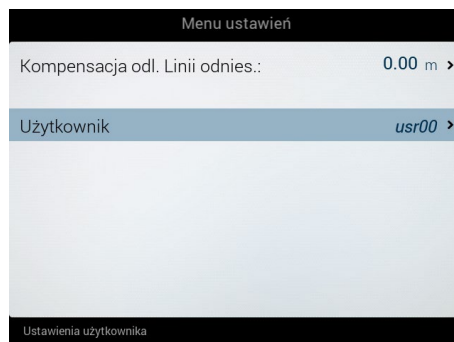 Menu ustawień
Kompensacja odl. Linii odnies.: 0.00 m >
Użytkownik usr00 >
Ustawienia użytkownika